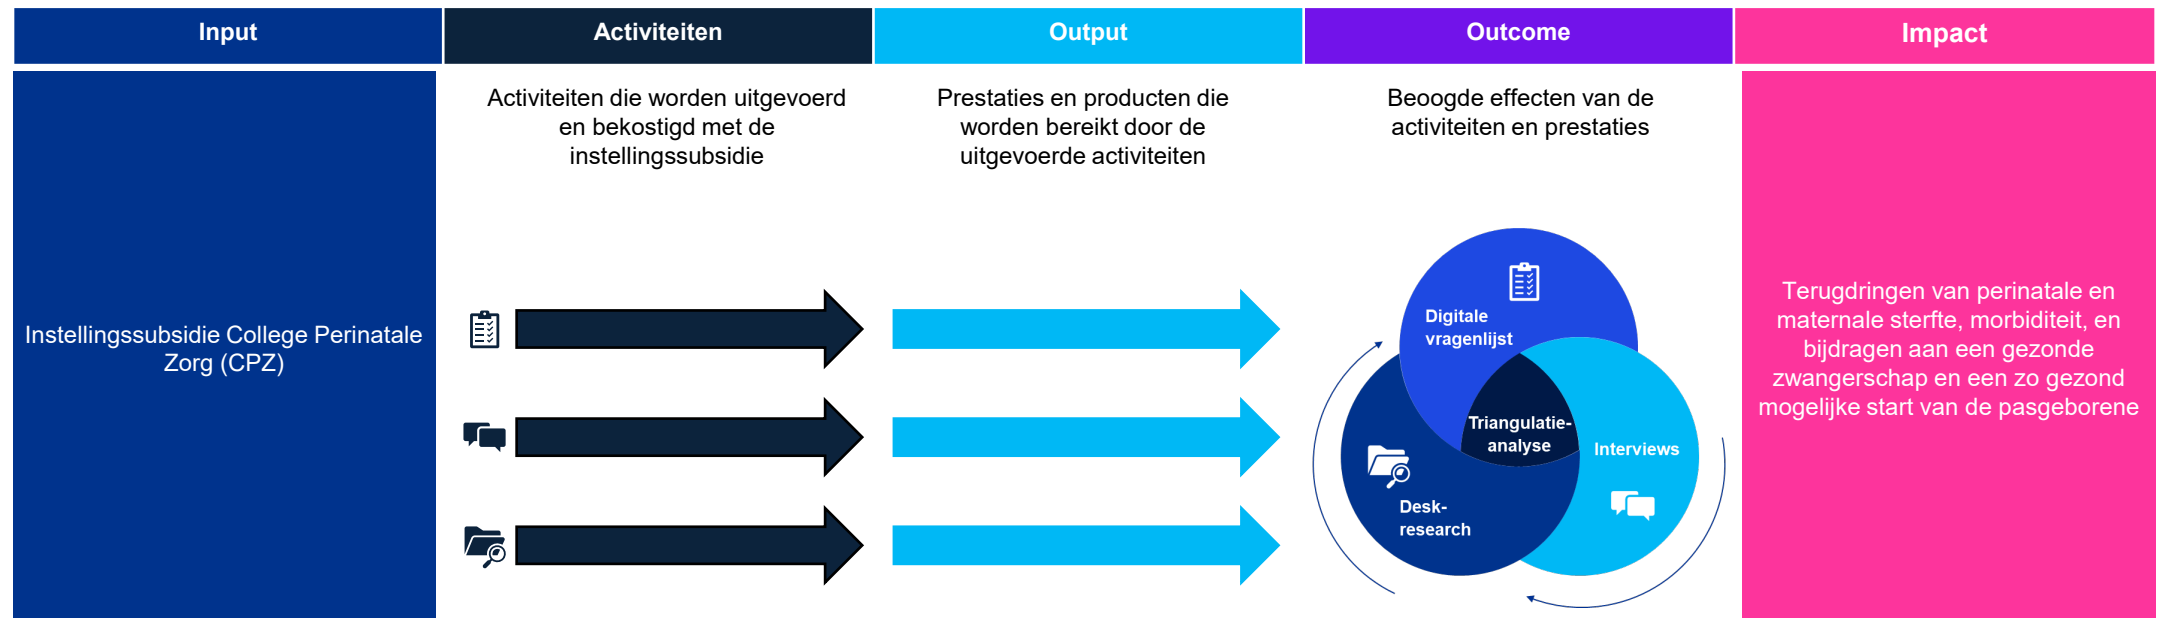 Input
Activiteiten
Output
Outcome
Impact
Instellingssubsidie College Perinatale
Zorg (CPZ)
Activiteiten die worden uitgevoerd
en bekostigd met de
instellingssubsidie
Prestaties en producten die
worden bereikt door de
uitgevoerde activiteiten
Beoogde effecten van de
activiteiten en prestaties
Digitale
vragenlijst
Triangulatie-
analyse
Interviews
Desk-
research
Terugdringen van perinatale en
maternale sterfte, morbiditeit, en
bijdragen aan een gezonde
zwangerschap en een zo gezond
mogelijke start van de pasgeborene